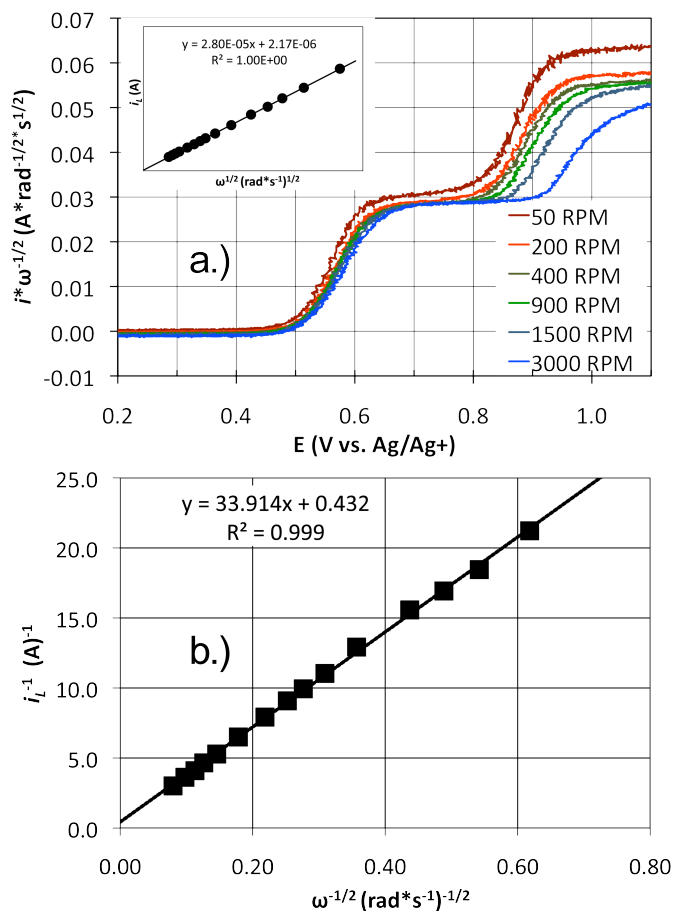 0.07
0.06
0.05
0.04
0.03
0.02
0.01
0.00
-0.01
i*ω⁻¹/² (A*rad⁻¹/²*s¹/²)
y = 2.80E-05x + 2.17E-06
R² = 1.00E+00
i_L (A)
ω¹/² (rad*s⁻¹)¹/²
a.)
50 RPM
200 RPM
400 RPM
900 RPM
1500 RPM
3000 RPM
0.2 0.4 0.6 0.8 1.0
E (V vs. Ag/Ag+)
25.0
20.0
15.0
10.0
5.0
0.0
i_L⁻¹ (A)⁻¹
y = 33.914x + 0.432
R² = 0.999
b.)
0.00 0.20 0.40 0.60 0.80
ω⁻¹/² (rad*s⁻¹)⁻¹/²